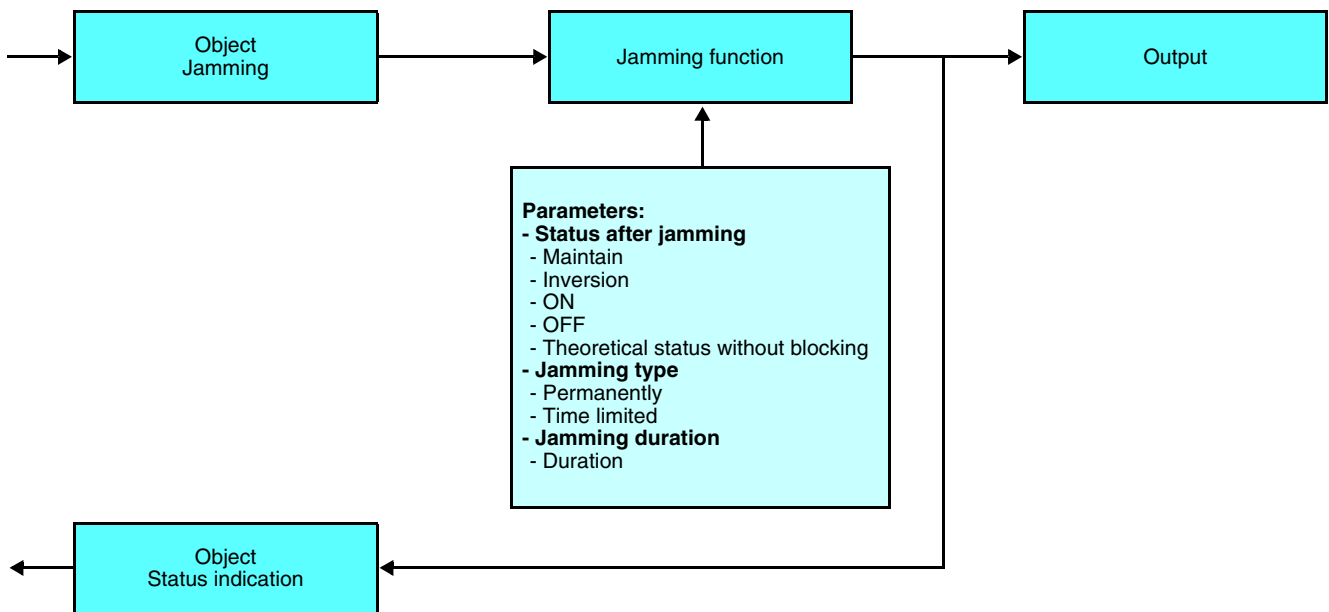 Object
Jamming
Jamming function
Output
Parameters:
- Status after jamming
- Maintain
- Inversion
- ON
- OFF
- Theoretical status without blocking
- Jamming type
- Permanently
- Time limited
- Jamming duration
- Duration
Object
Status indication